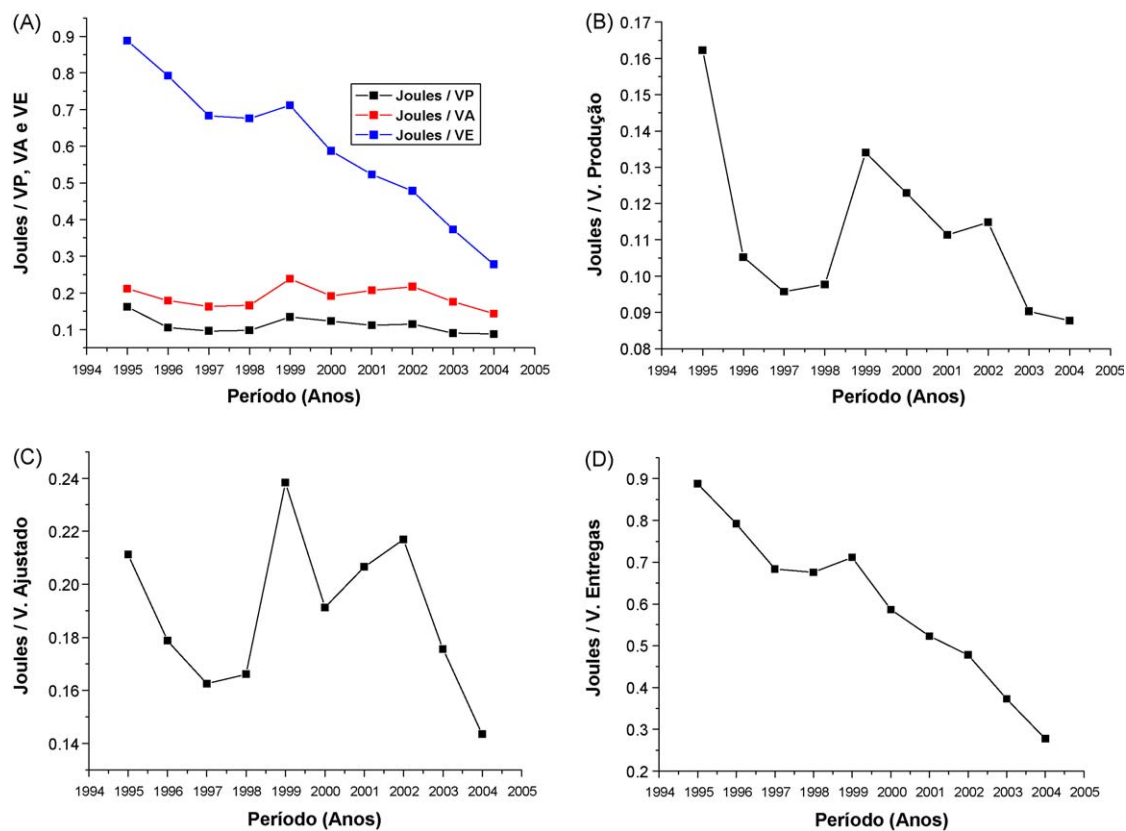 (A)
Joules / VP, VA e VE
0.9
0.8
0.7
0.6
0.5
0.4
0.3
0.2
0.1
Joules / VP
Joules / VA
Joules / VE
1994 1995 1996 1997 1998 1999 2000 2001 2002 2003 2004 2005
Período (Anos)
(B)
Joules / V. Produção
0.17
0.16
0.15
0.14
0.13
0.12
0.11
0.10
0.09
0.08
1994 1995 1996 1997 1998 1999 2000 2001 2002 2003 2004 2005
Período (Anos)
(C)
Joules / V. Ajustado
0.24
0.22
0.20
0.18
0.16
0.14
1994 1995 1996 1997 1998 1999 2000 2001 2002 2003 2004 2005
Período (Anos)
(D)
Joules / V. Entregas
0.9
0.8
0.7
0.6
0.5
0.4
0.3
0.2
1994 1995 1996 1997 1998 1999 2000 2001 2002 2003 2004 2005
Período (Anos)